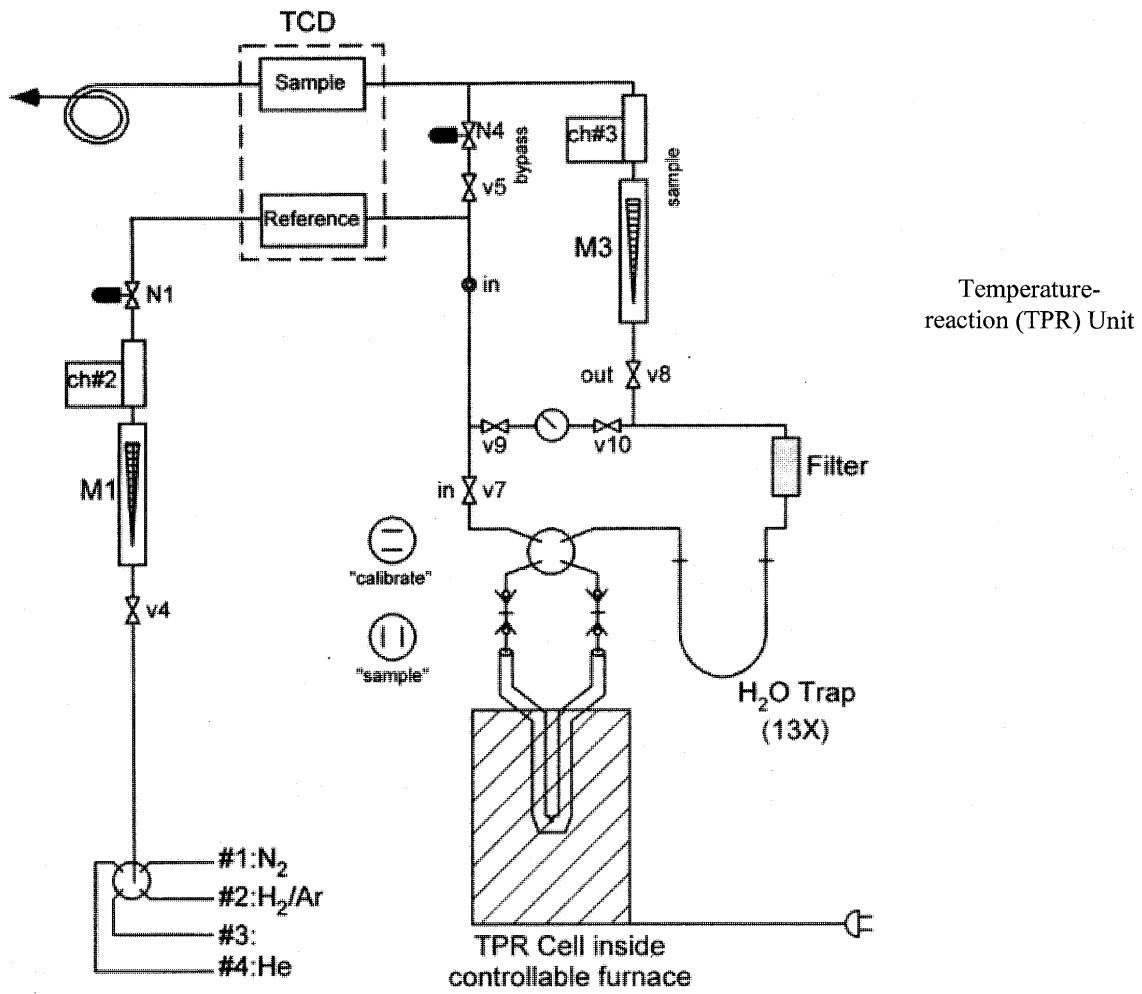 TCD
Sample
N4
bypass
v5
ch#3
sample
Reference
M3
in
N1
Temperature-
reaction (TPR) Unit
ch#2
out
v8
v9
v10
M1
Filter
in
v7
"calibrate"
v4
"sample"
H₂O Trap
(13X)
#1:N₂
#2:H₂/Ar
#3:
#4:He
TPR Cell inside
controllable furnace